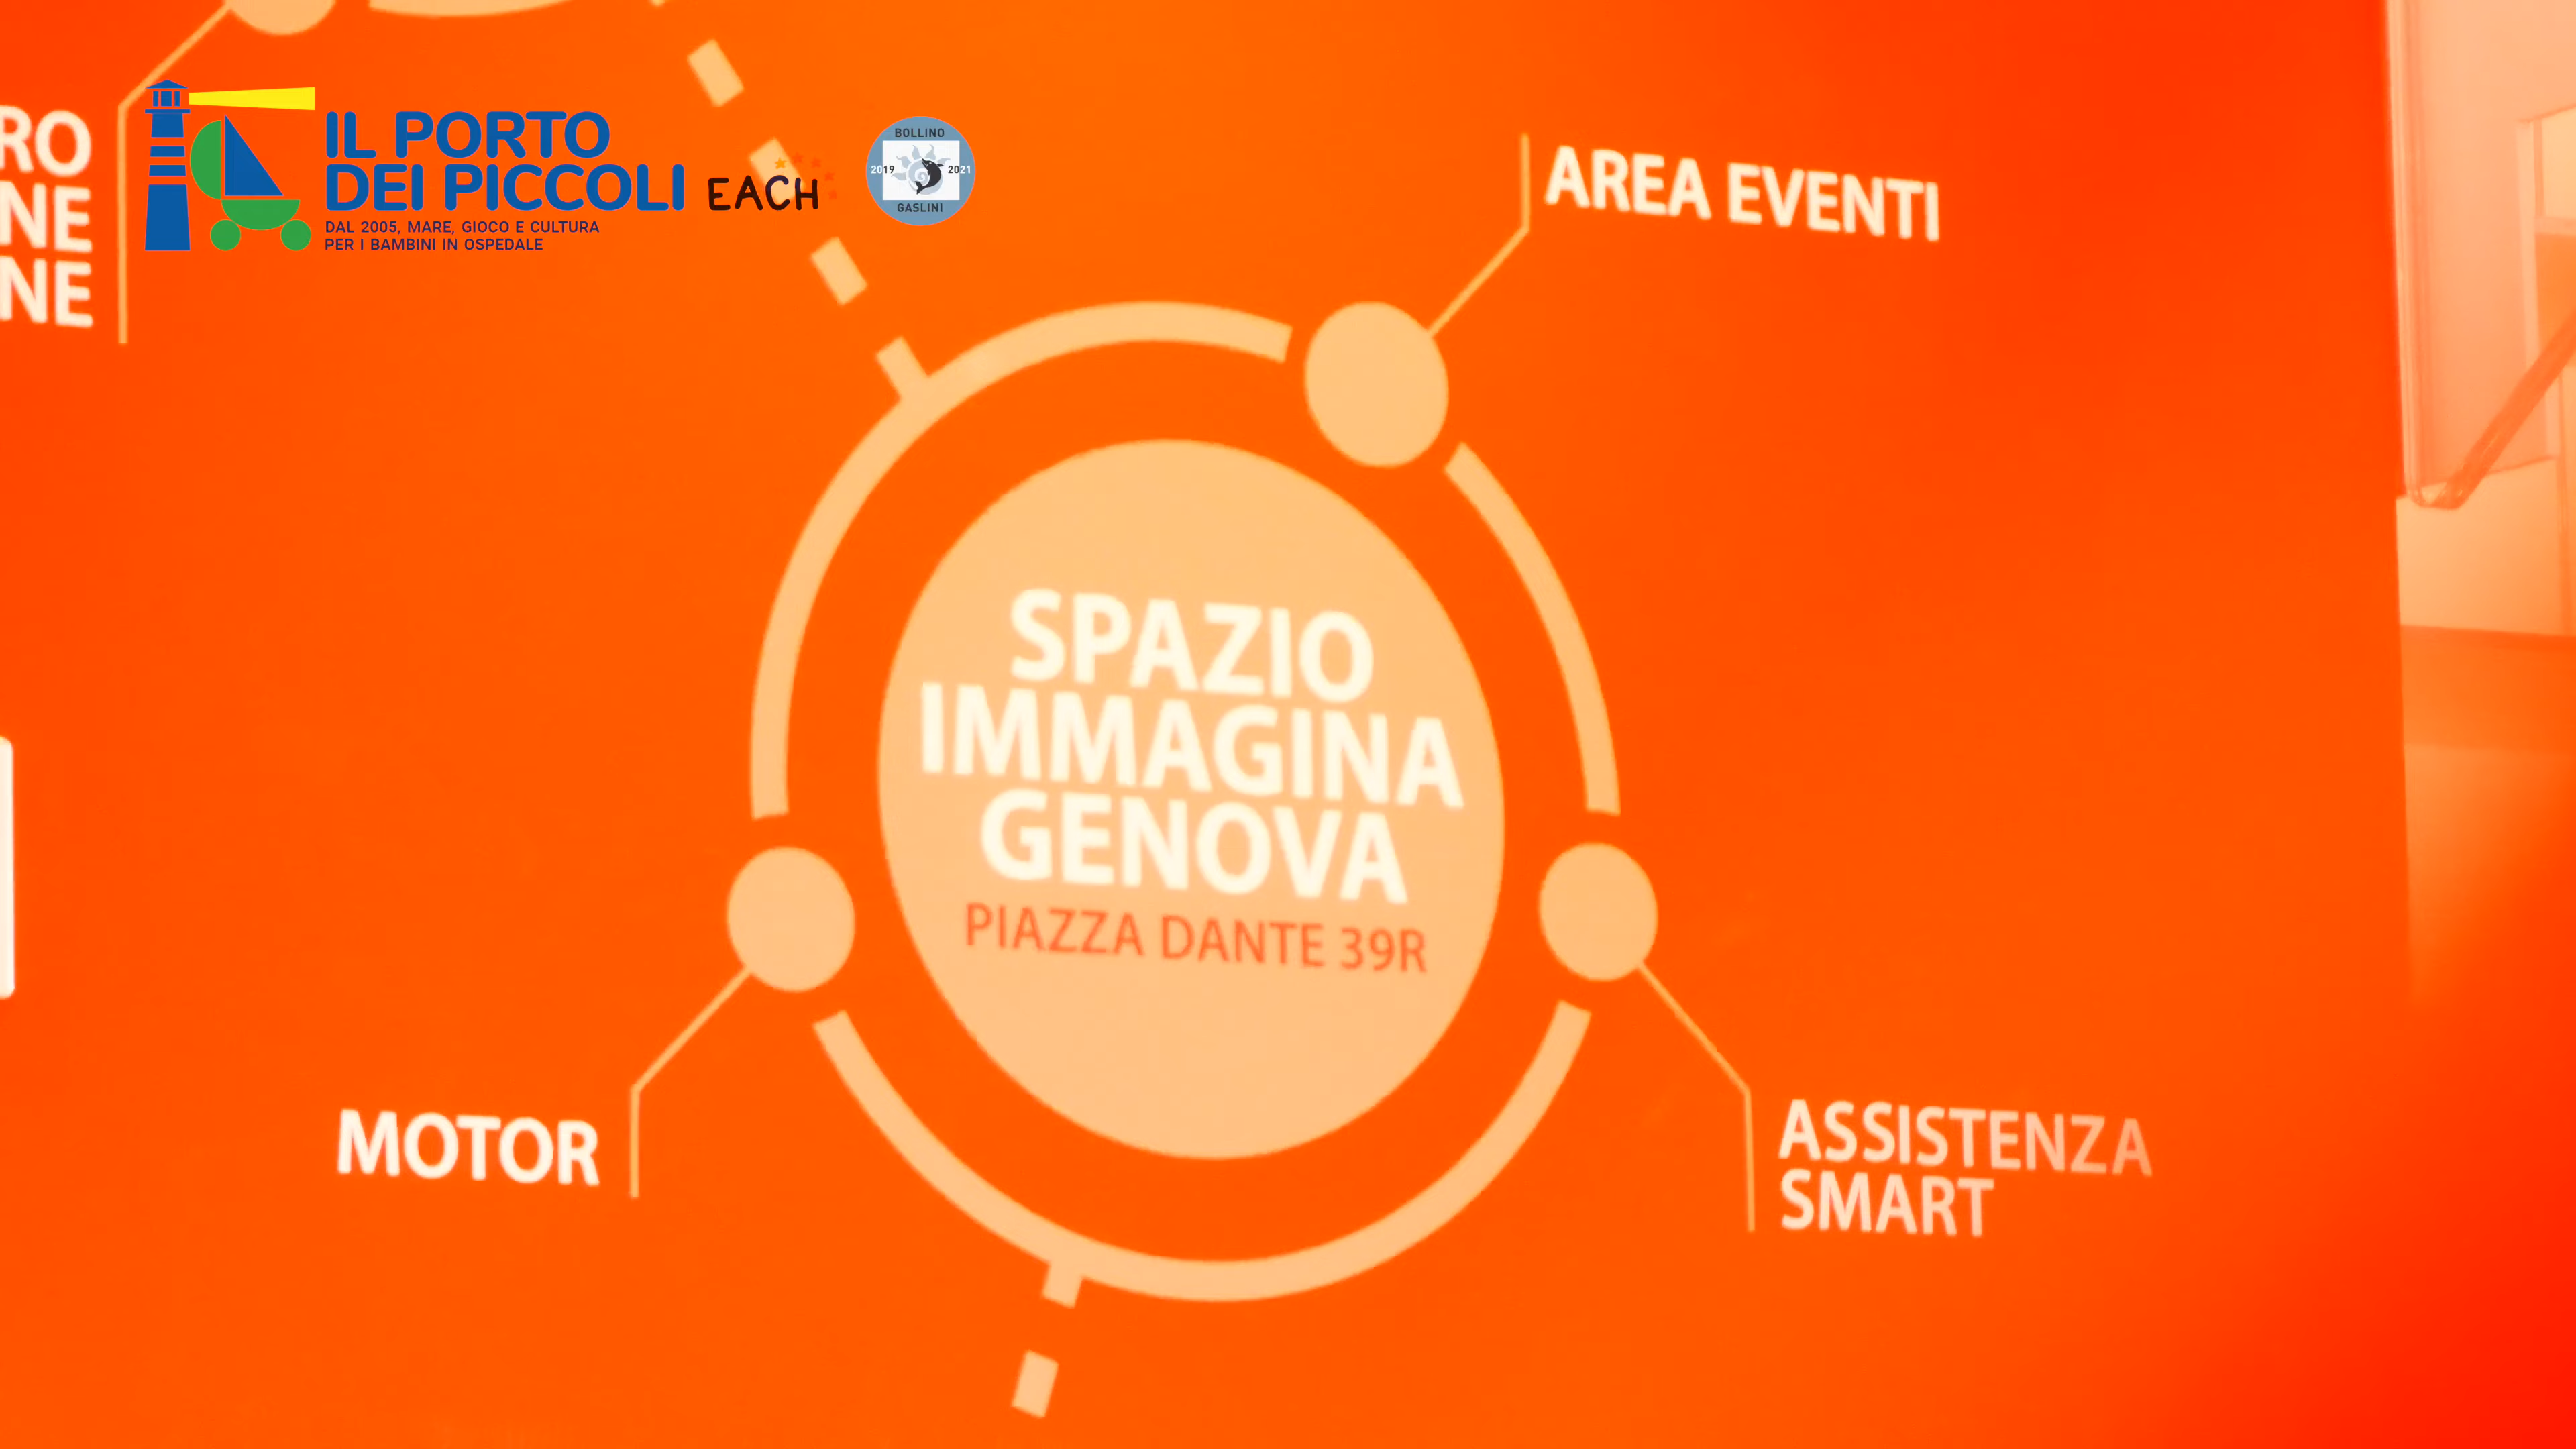 IL PORTO
DEI PICCOLI
DAL 2005, MARE, GIOCO E CULTURA
PER I BAMBINI IN OSPEDALE
EACH
BOLLINO
2019 2021
GASLINI
RO
NE
NE
AREA EVENTI
SPAZIO
IMMAGINA
GENOVA
PIAZZA DANTE 39R
MOTOR
ASSISTENZA
SMART